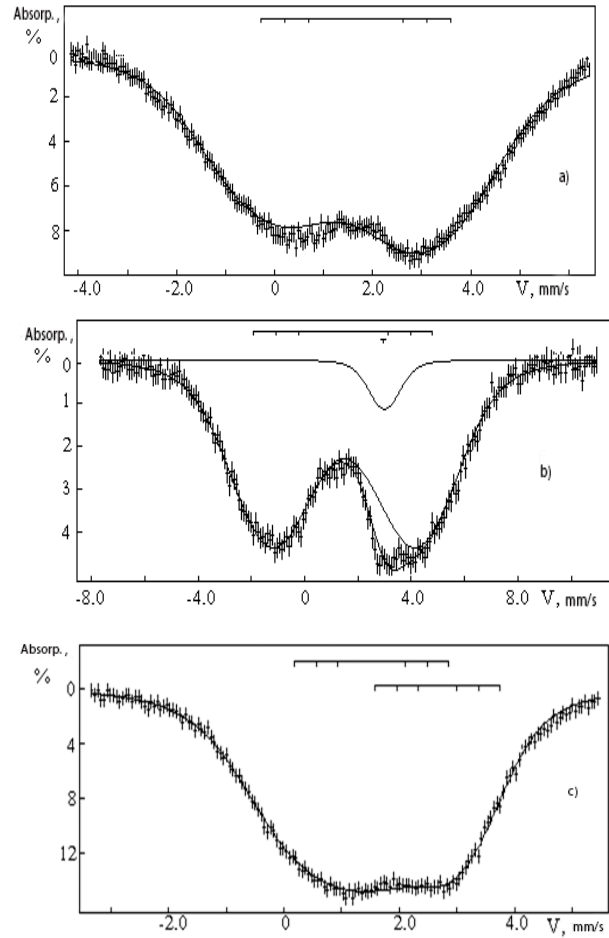 Absorp.,
%
0
2
4
6
8
a)
-4.0 -2.0 0 2.0 4.0 V, mm/s
Absorp.,
%
0
1
2
3
4
b)
-8.0 -4.0 0 4.0 8.0 V, mm/s
Absorp.,
%
0
4
8
12
c)
-2.0 0 2.0 4.0 V, mm/s